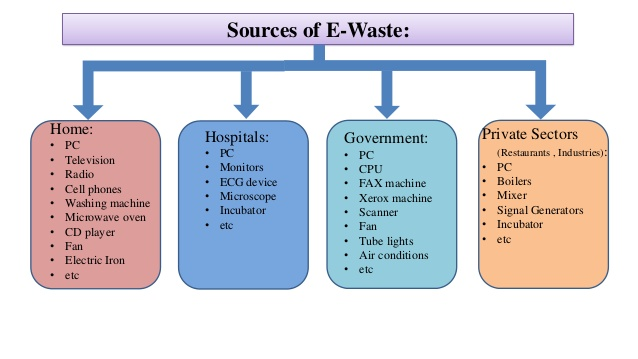 Sources of E-Waste:
Home:
• PC
• Television
• Radio
• Cell phones
• Washing machine
• Microwave oven
• CD player
• Fan
• Electric Iron
• etc
Hospitals:
• PC
• Monitors
• ECG device
• Microscope
• Incubator
• etc
Government:
• PC
• CPU
• FAX machine
• Xerox machine
• Scanner
• Fan
• Tube lights
• Air conditions
• etc
Private Sectors
(Restaurants , Industries):
• PC
• Boilers
• Mixer
• Signal Generators
• Incubator
• etc